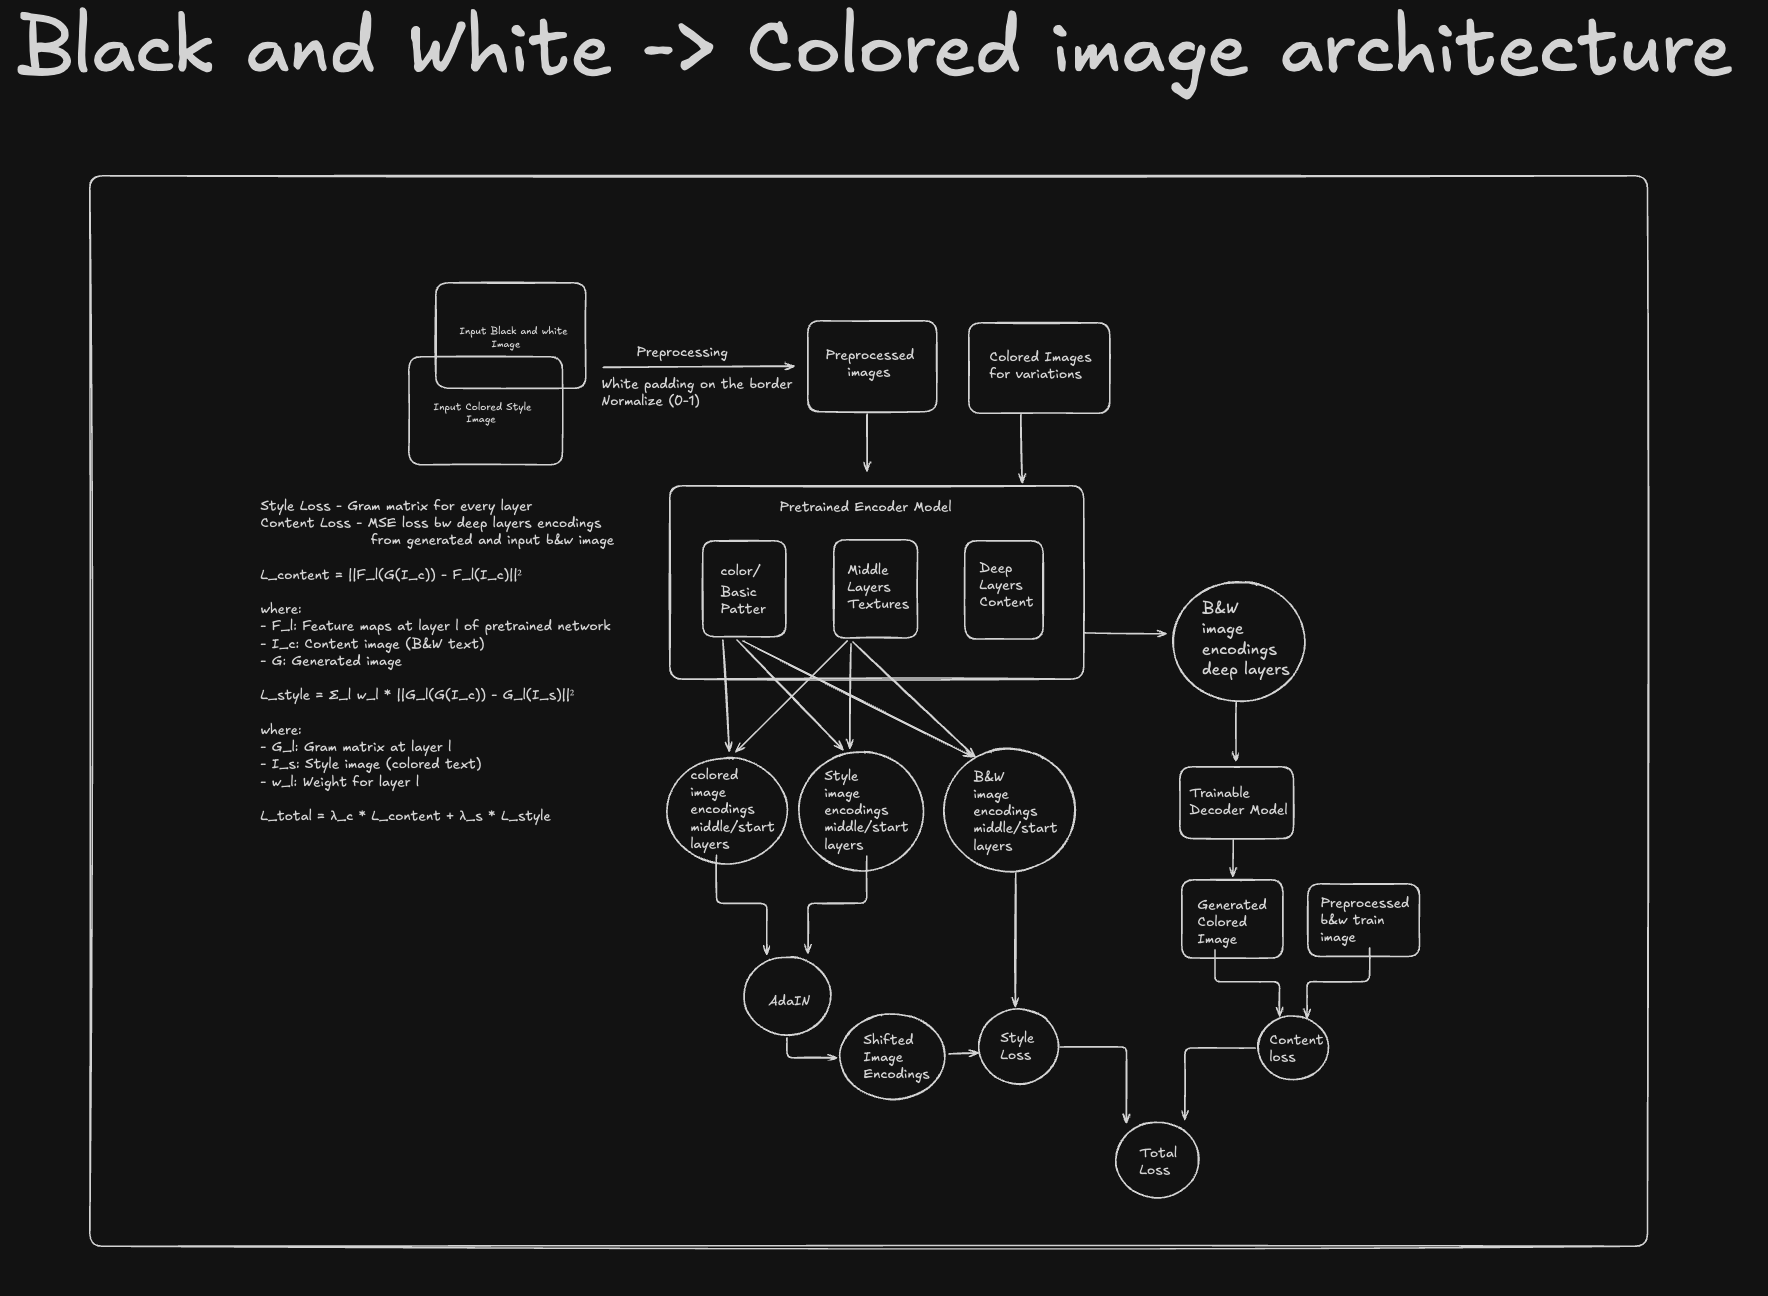 Black and White -> Colored image architecture
Input Black and white
Image
Input Colored Style
Image
Preprocessing
White padding on the border
Normalize (0-1)
Preprocessed
images
Colored Images
for variations
Style Loss - Gram matrix for every layer
Content Loss - MSE loss bw deep layers encodings
from generated and input b&w image
L_content = ||F_l(G(I_c)) - F_l(I_c)||²
where:
- F_l: Feature maps at layer l of pretrained network
- I_c: Content image (B&W text)
- G: Generated image
L_style = Σ_l w_l * ||G_l(G(I_c)) - G_l(I_s)||²
where:
- G_l: Gram matrix at layer l
- I_s: Style image (colored text)
- w_l: Weight for layer l
L_total = λ_c * L_content + λ_s * L_style
Pretrained Encoder Model
color/
Basic
Patter
Middle
Layers
Textures
Deep
Layers
Content
B&W
image
encodings
deep layers
colored
image
encodings
middle/start
layers
Style
image
encodings
middle/start
layers
B&W
image
encodings
middle/start
layers
Trainable
Decoder Model
Generated
Colored
Image
Preprocessed
b&w train
image
AdaIN
Shifted
Image
Encodings
Style
Loss
Content
loss
Total
Loss